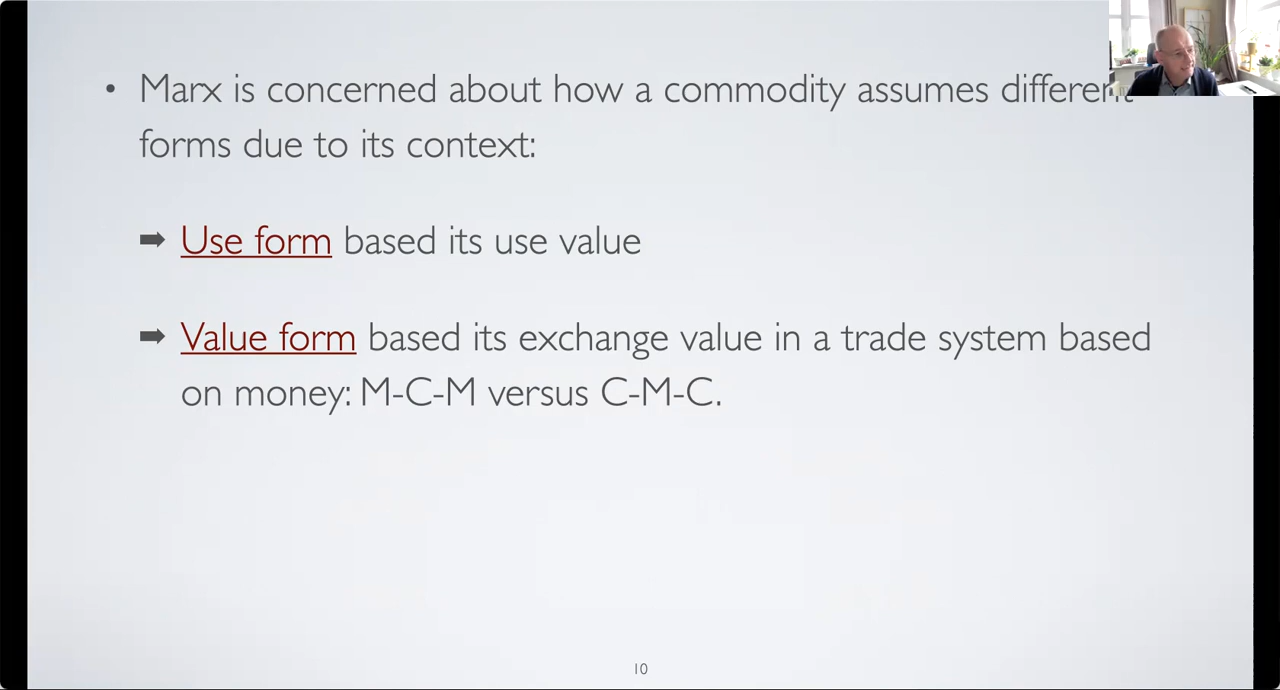 • Marx is concerned about how a commodity assumes different
forms due to its context:
➡ Use form based its use value
➡ Value form based its exchange value in a trade system based
on money: M-C-M versus C-M-C.
10